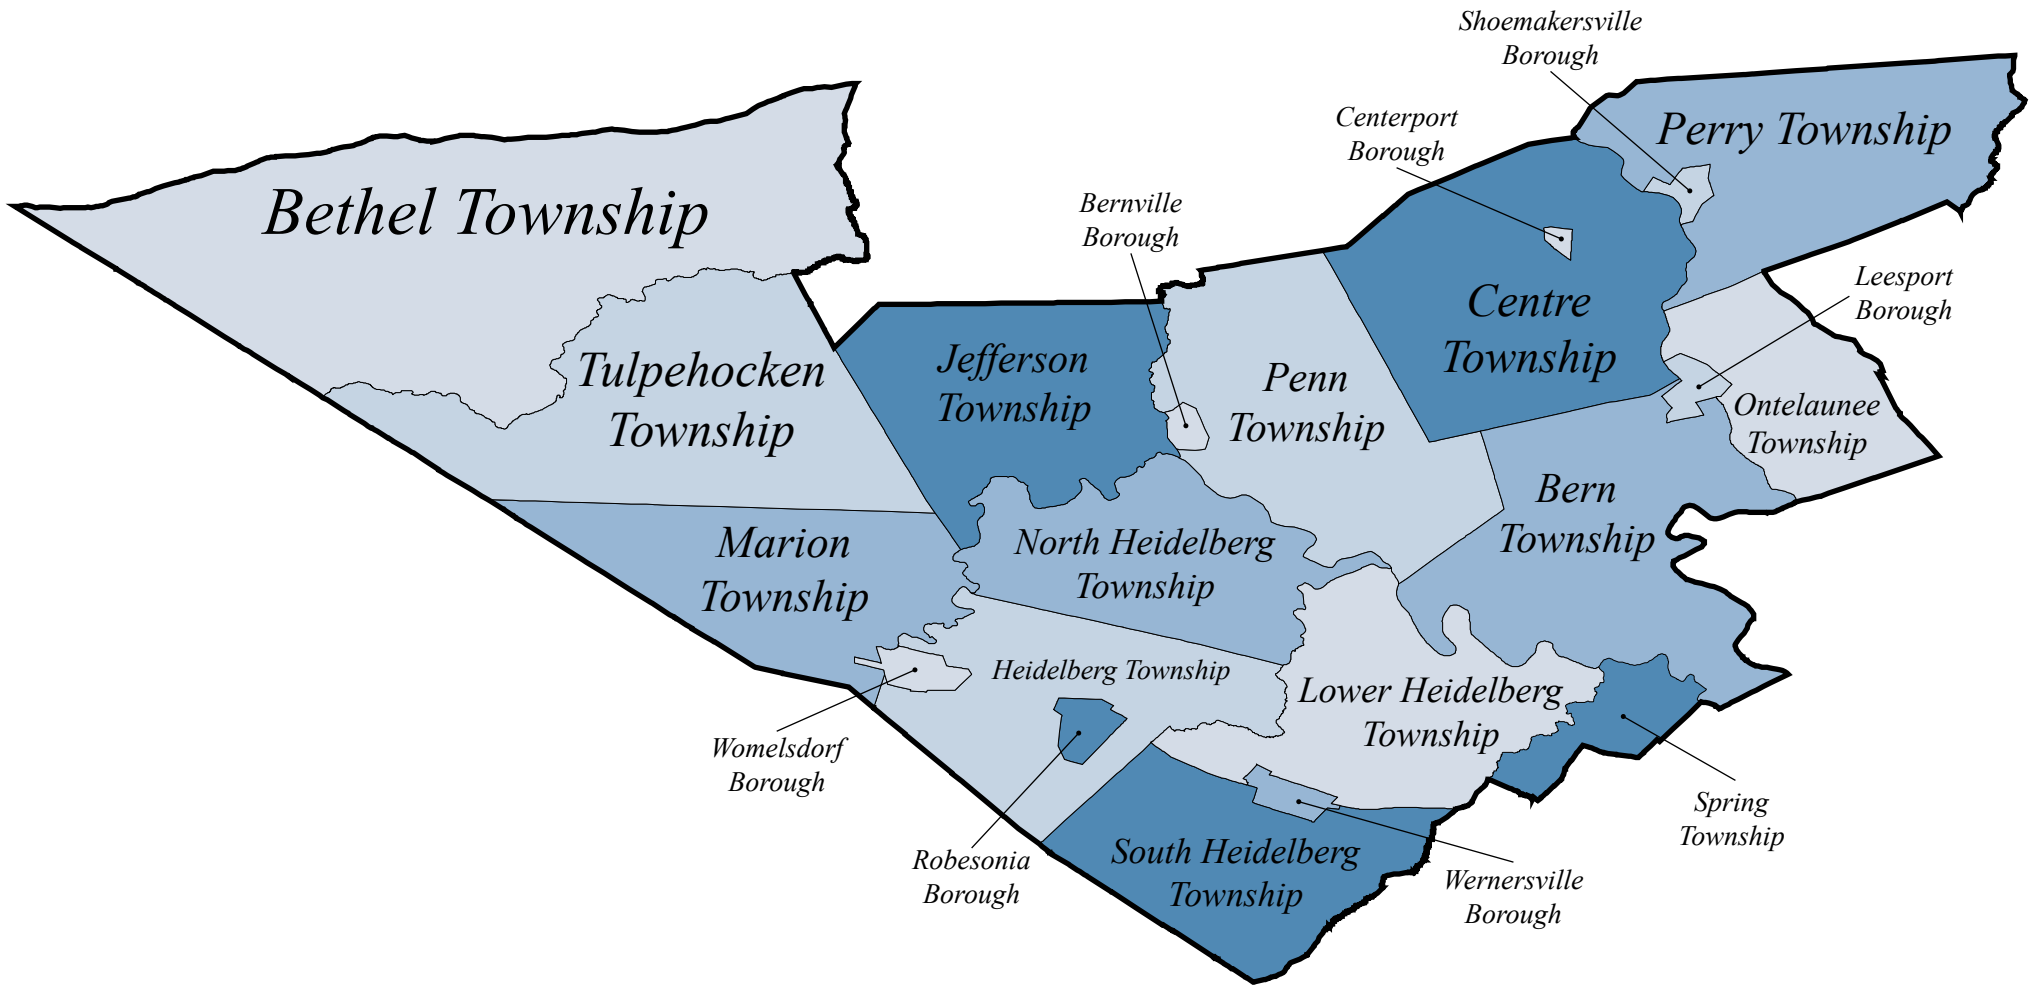 Shoemakersville
Borough
Centerport
Borough
Perry Township
Bernville
Borough
Bethel Township
Leesport
Borough
Centre
Township
Jefferson
Township
Tulpehocken
Township
Penn
Township
Ontelaunee
Township
Bern
Township
Marion
Township
North Heidelberg
Township
Heidelberg Township
Lower Heidelberg
Township
Womelsdorf
Borough
Spring
Township
Robesonia
Borough
South Heidelberg
Township
Wernersville
Borough